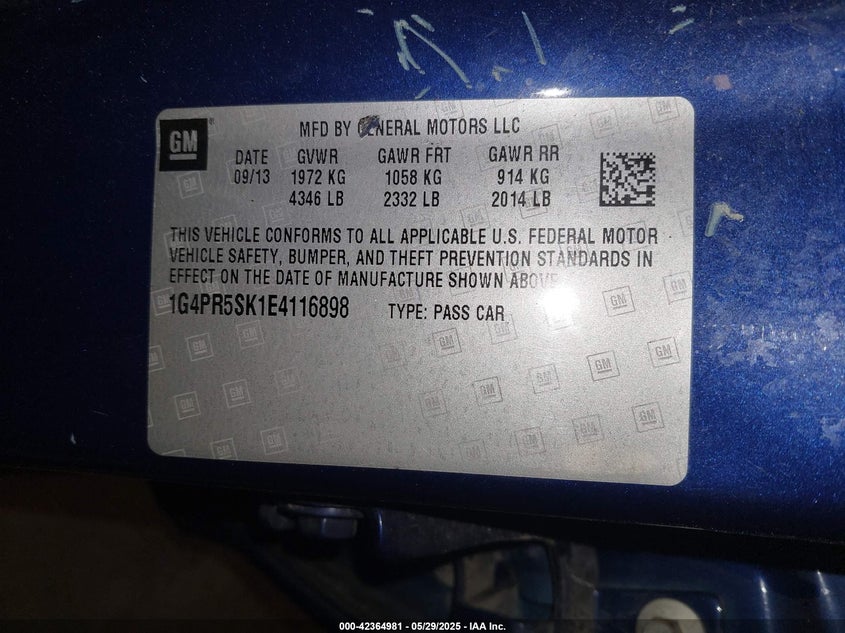 GM
MFD BY GENERAL MOTORS LLC
DATE GVWR GAWR FRT GAWR RR
09/13 1972 KG 1058 KG 914 KG
4346 LB 2332 LB 2014 LB
THIS VEHICLE CONFORMS TO ALL APPLICABLE U.S. FEDERAL MOTOR
VEHICLE SAFETY, BUMPER, AND THEFT PREVENTION STANDARDS IN
EFFECT ON THE DATE OF MANUFACTURE SHOWN ABOVE
1G4PR5SK1E4116898 TYPE: PASS CAR
000-42364981 - 05/29/2025 - IAA Inc.